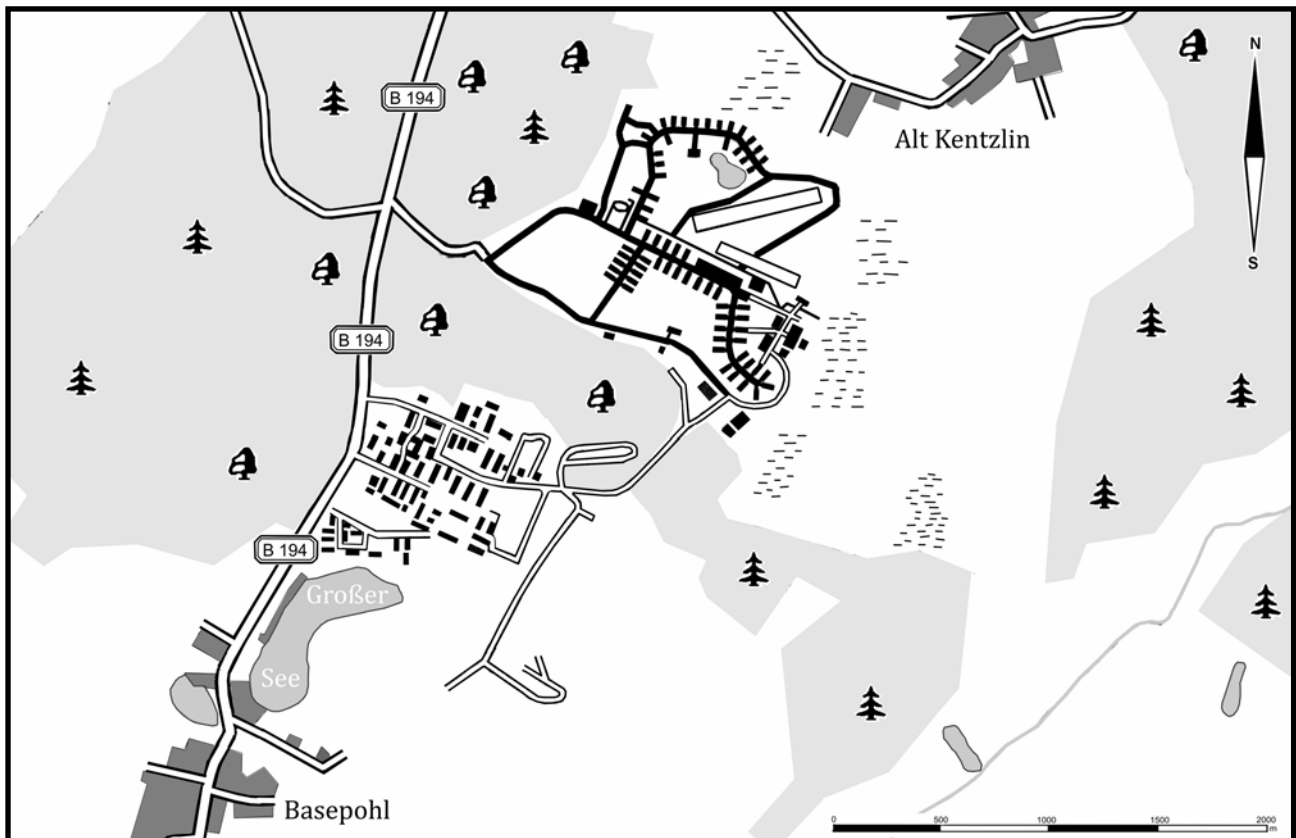 N
B 194
Alt Kentzlin
S
B 194
B 194
Großer
See
Basepohl
0 500 1000 1500 2000
m